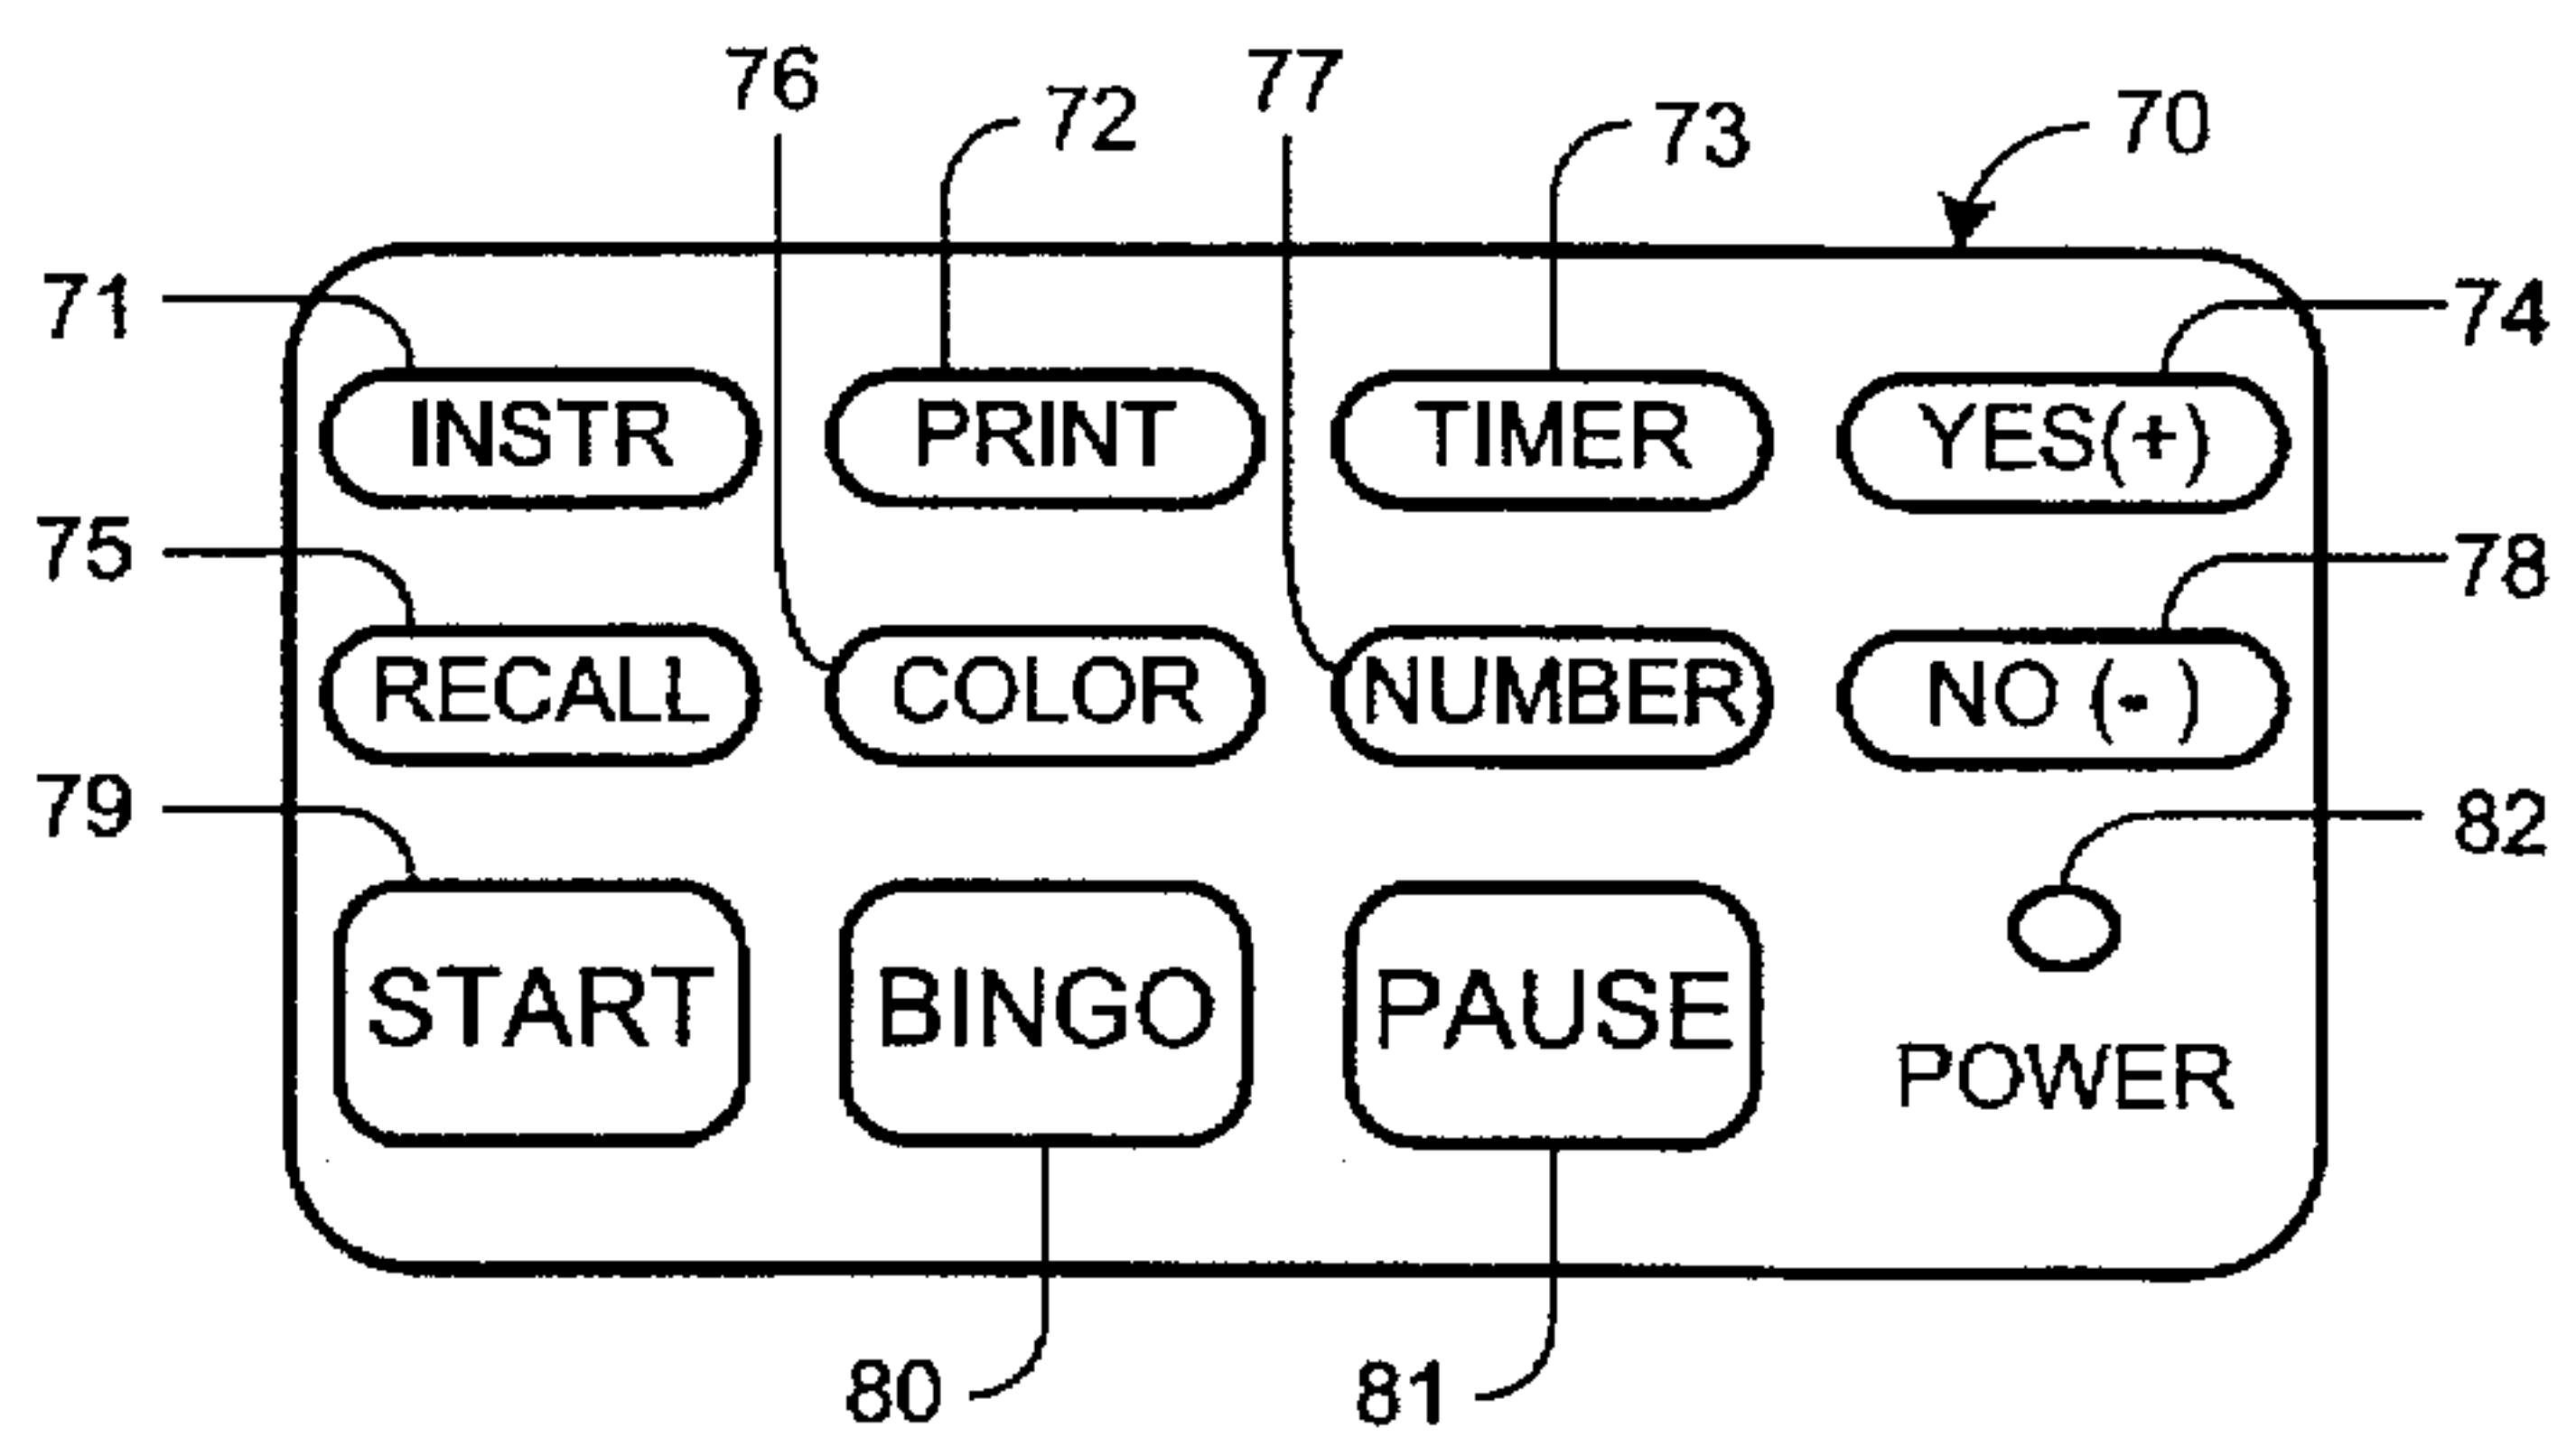 76 77
72 73 70
71 74
INSTR PRINT TIMER YES(+)
75 78
RECALL COLOR NUMBER NO (- )
79 82
START BINGO PAUSE
POWER
80 81